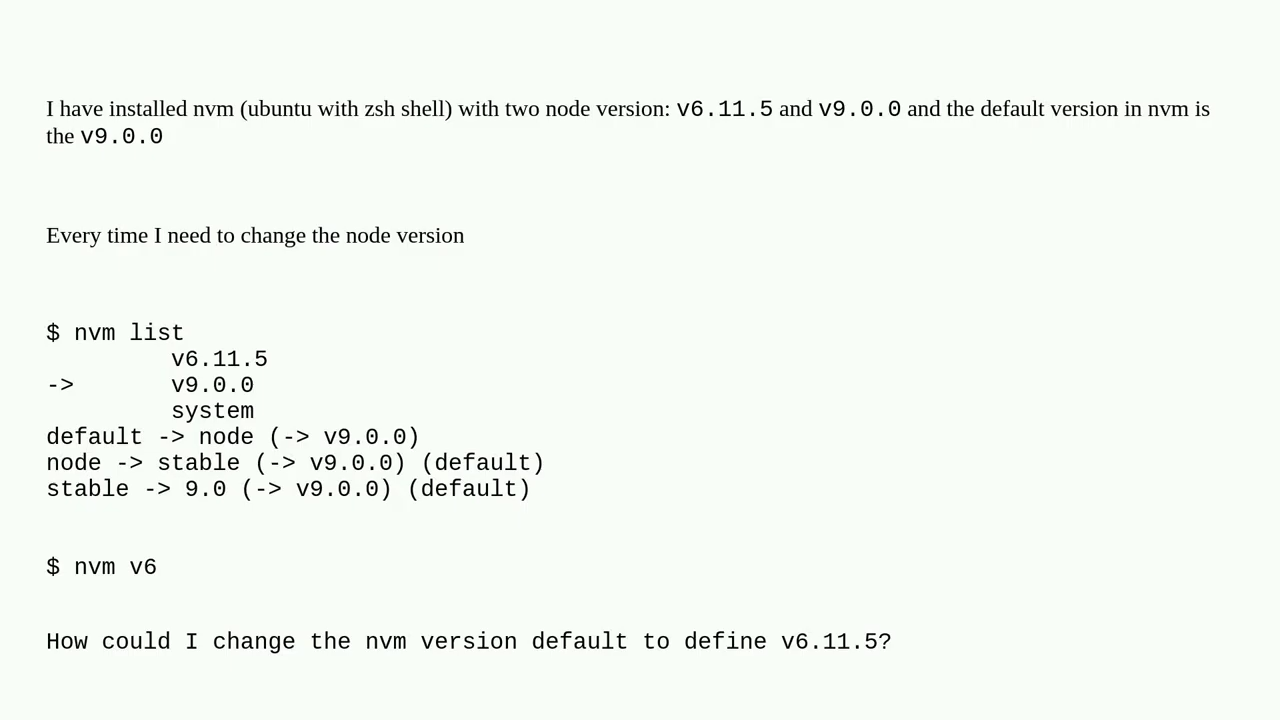 I have installed nvm (ubuntu with zsh shell) with two node version: v6.11.5 and v9.0.0 and the default version in nvm is
the v9.0.0
Every time I need to change the node version
$ nvm list
         v6.11.5
->       v9.0.0
         system
default -> node (-> v9.0.0)
node -> stable (-> v9.0.0) (default)
stable -> 9.0 (-> v9.0.0) (default)
$ nvm v6
How could I change the nvm version default to define v6.11.5?